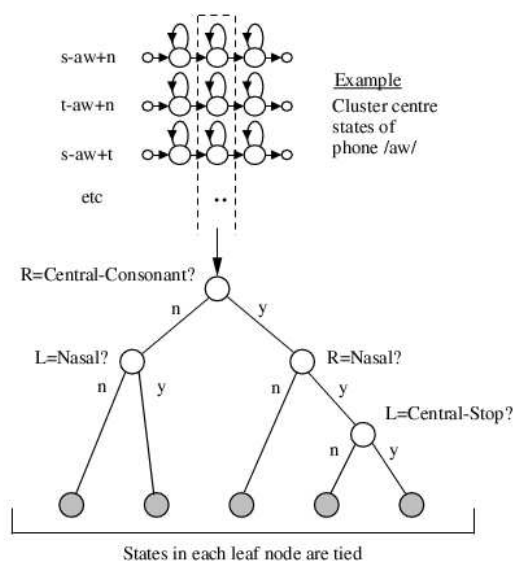 s-aw+n
t-aw+n
s-aw+t
etc
..
Example
Cluster centre
states of
phone /aw/
R=Central-Consonant?
n
y
L=Nasal?
R=Nasal?
n
y
n
y
L=Central-Stop?
n
y
States in each leaf node are tied